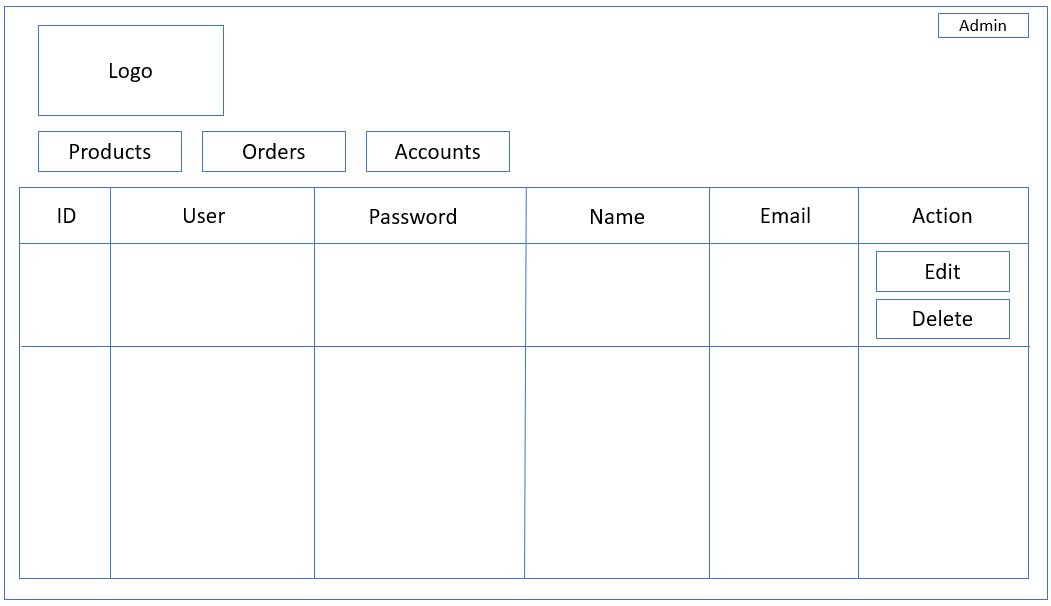 Admin
Logo
Products Orders Accounts
ID User Password Name Email Action
Edit
Delete